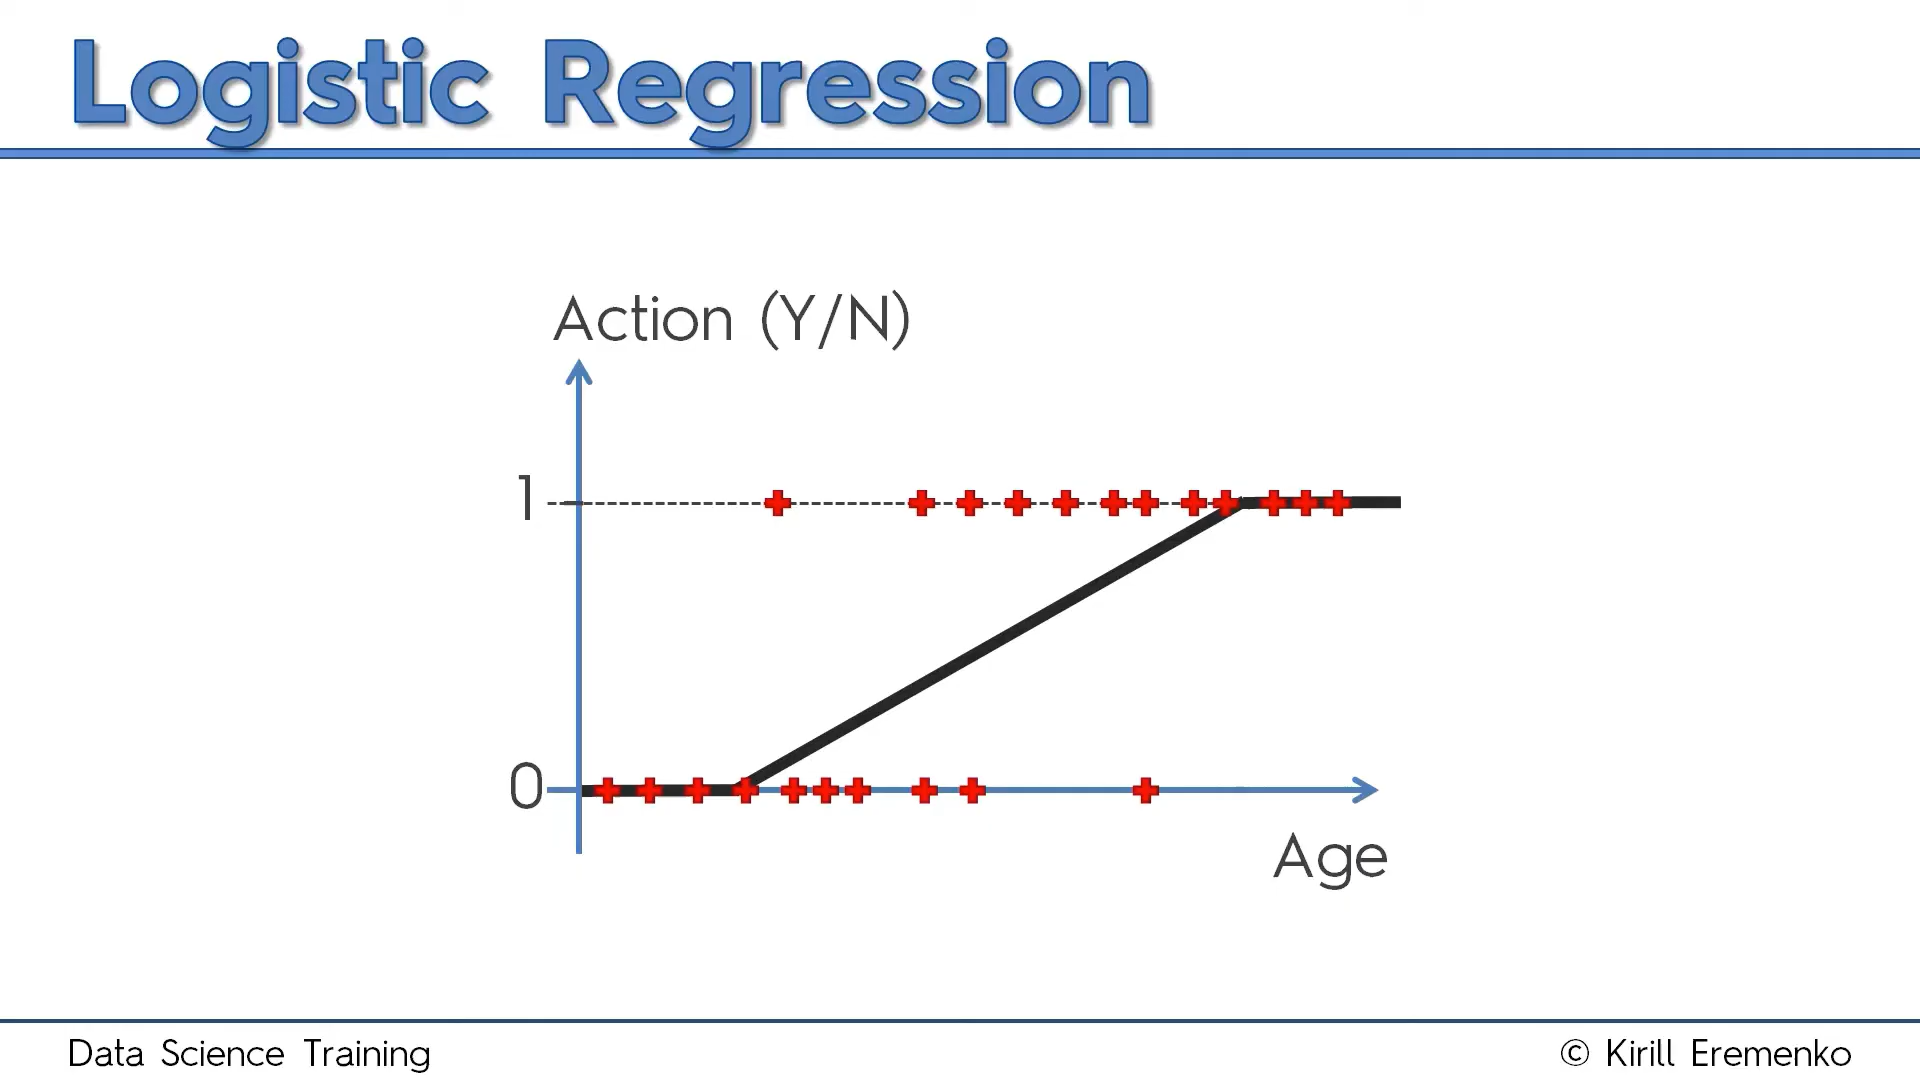 Logistic Regression
Action (Y/N)
1
0
Age
Data Science Training
© Kirill Eremenko